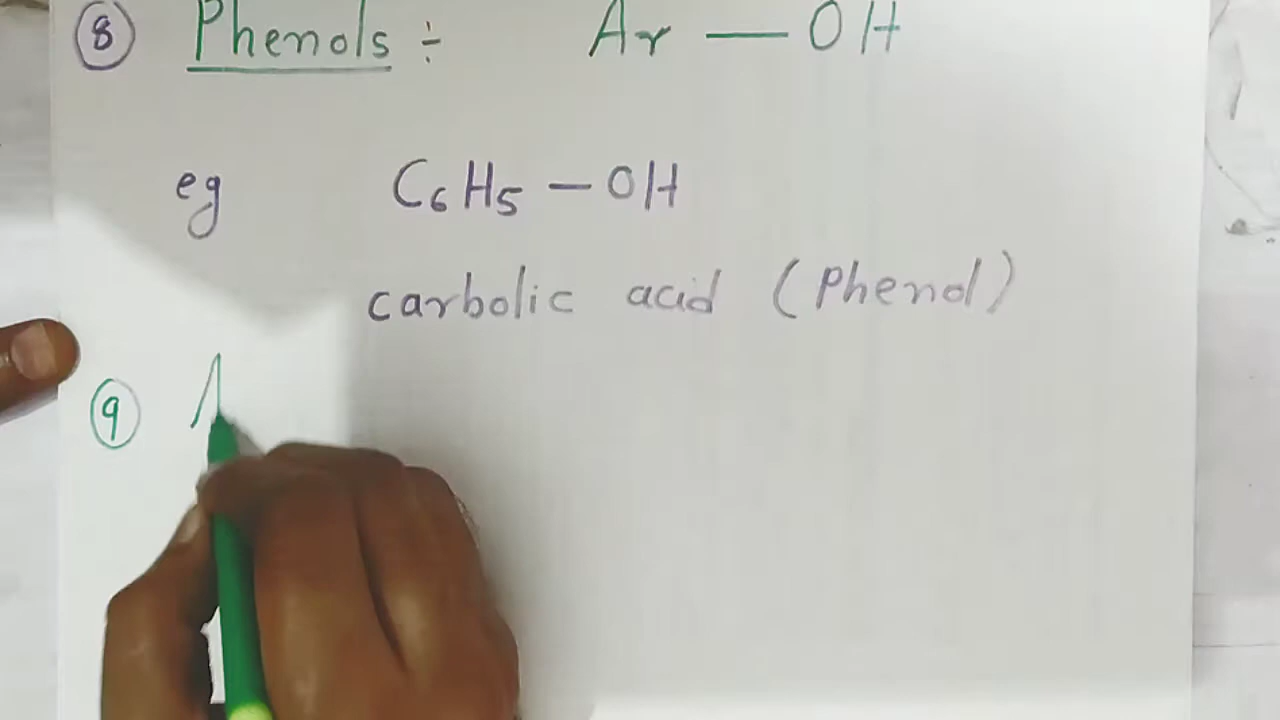 8 Phenols ÷ Ar — OH
eg C₆H₅ — OH
carbolic acid (Phenol)
9